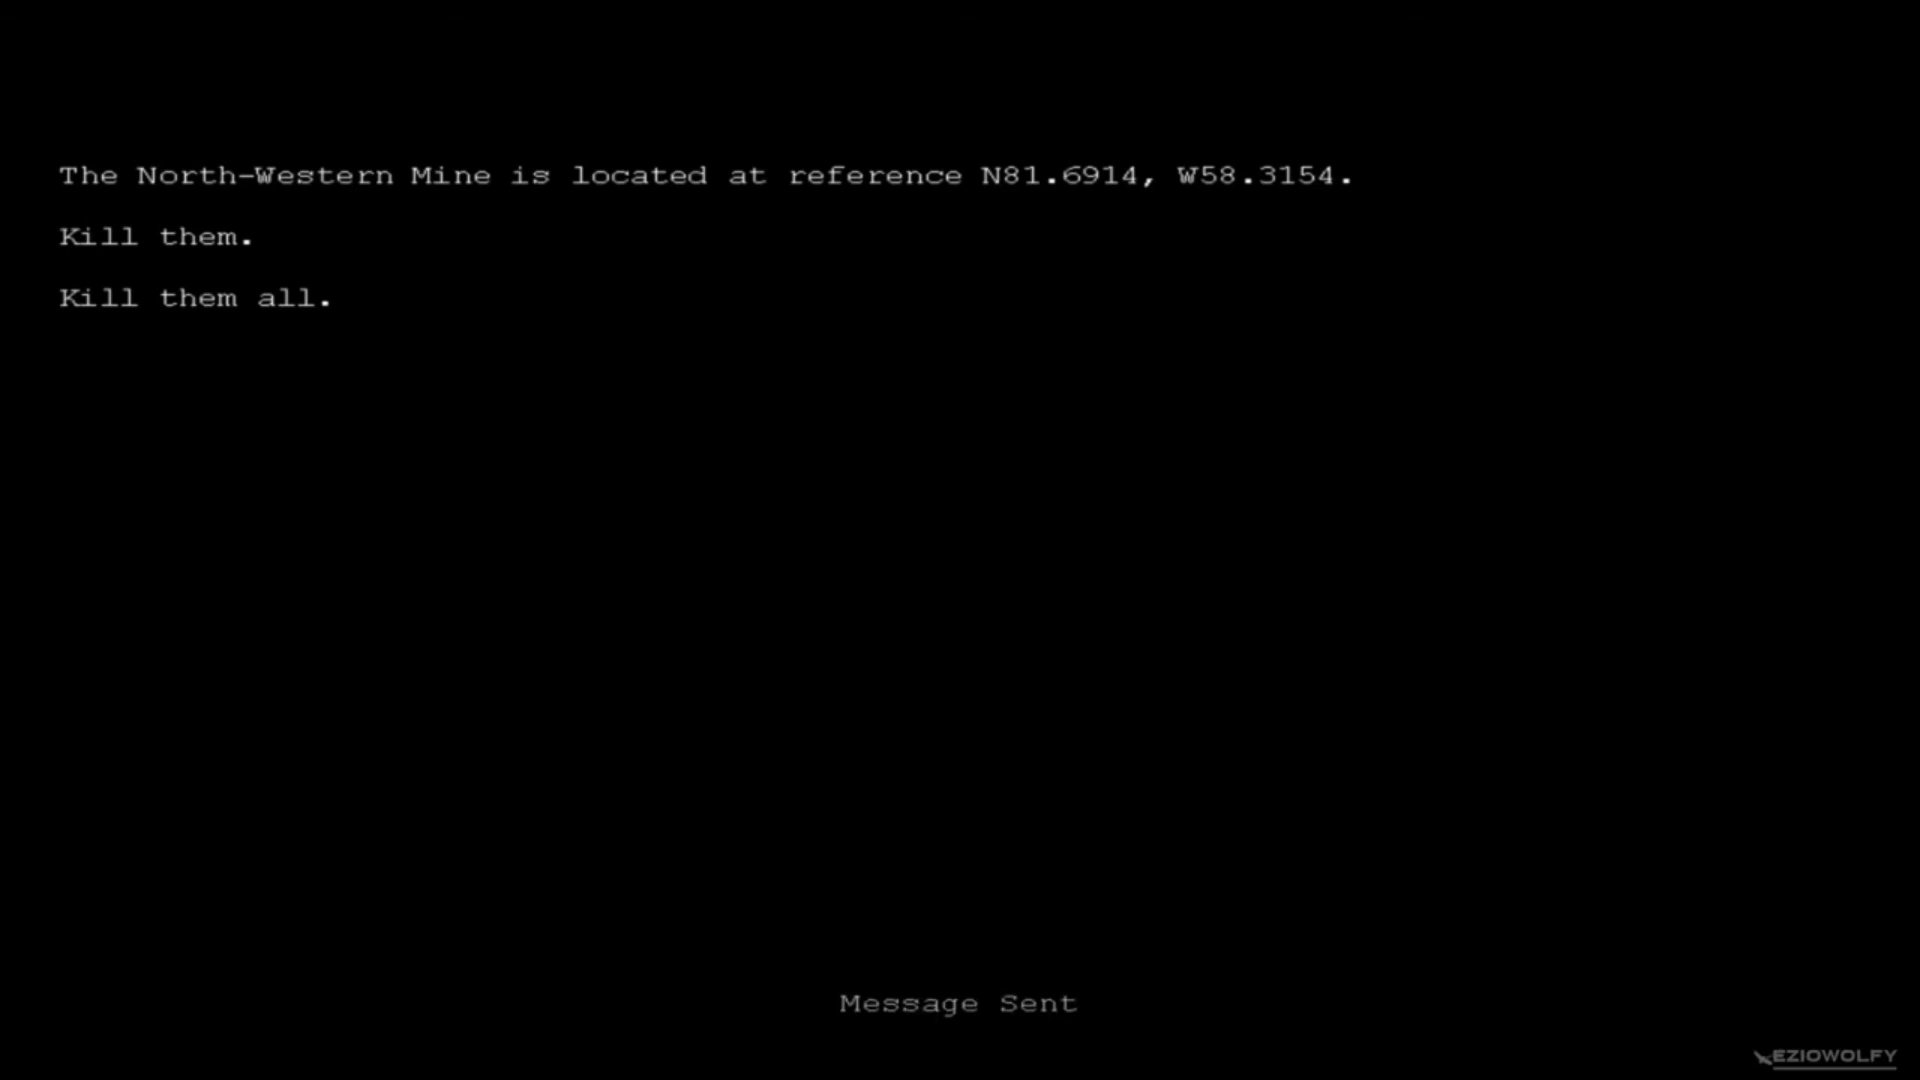 The North-Western Mine is located at reference N81.6914, W58.3154.
Kill them.
Kill them all.
Message Sent
EZIOWOLFY